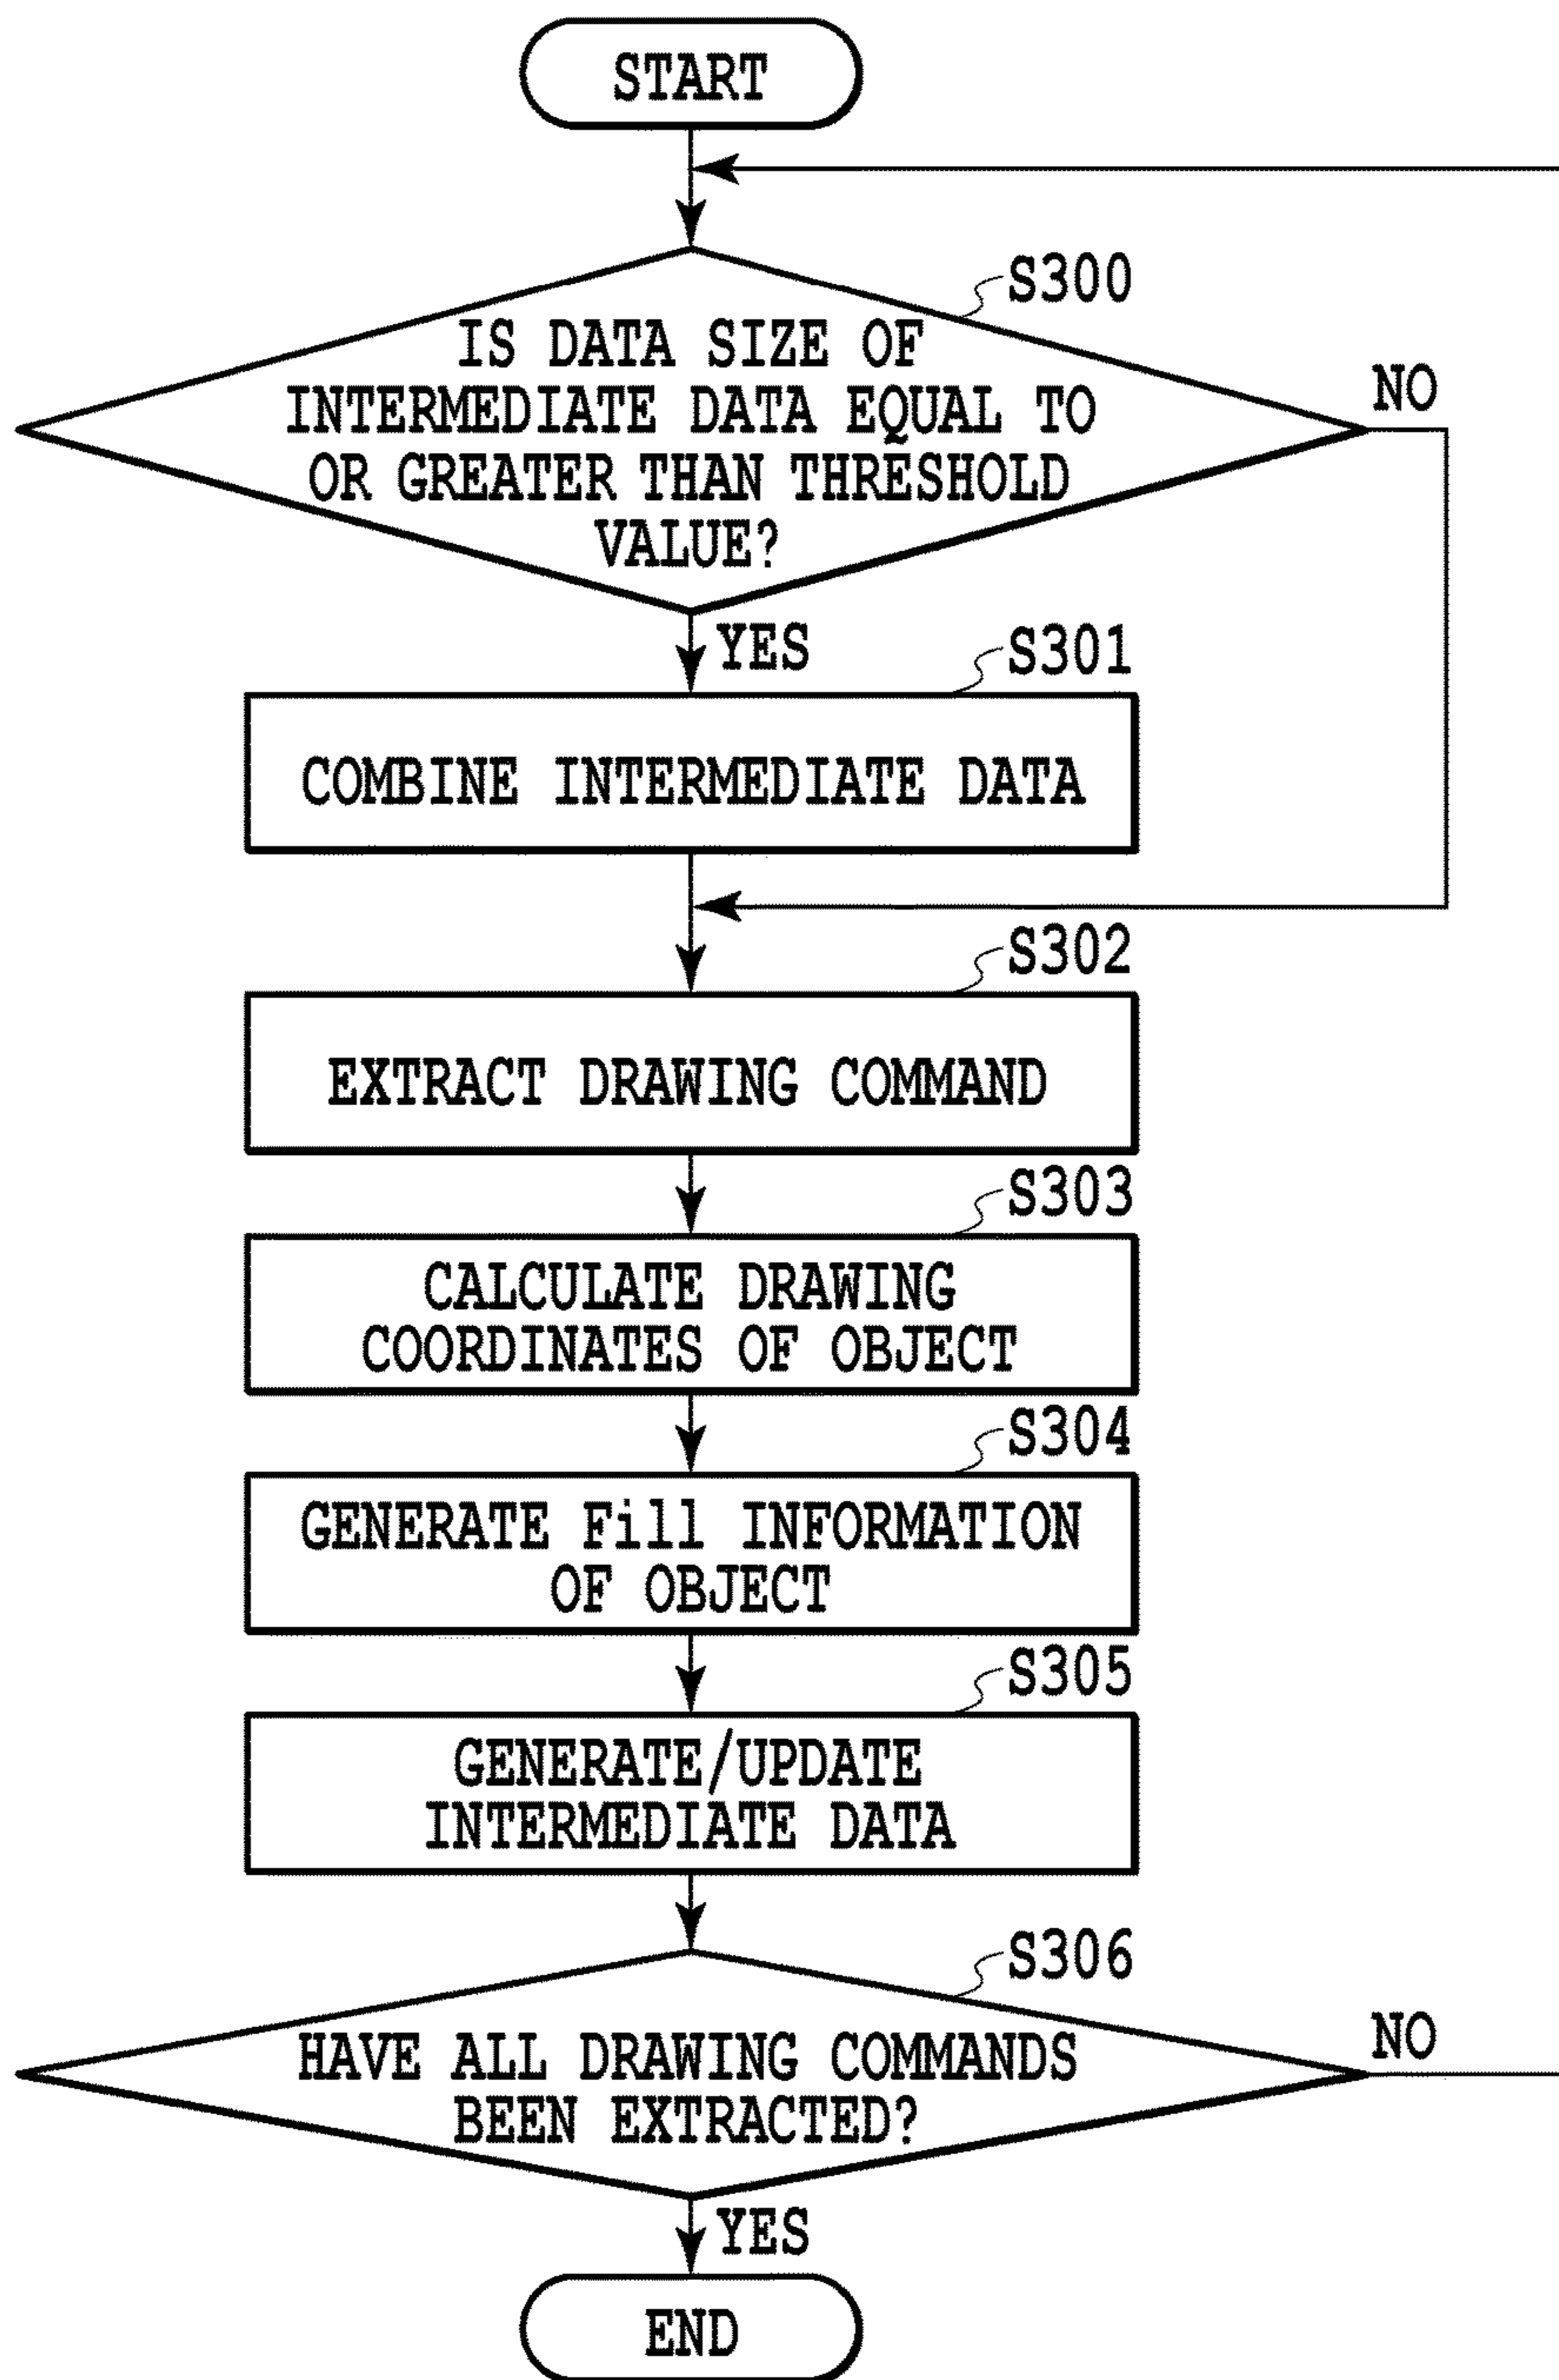 START
S300
IS DATA SIZE OF
INTERMEDIATE DATA EQUAL TO
OR GREATER THAN THRESHOLD
VALUE?
NO
YES
S301
COMBINE INTERMEDIATE DATA
S302
EXTRACT DRAWING COMMAND
S303
CALCULATE DRAWING
COORDINATES OF OBJECT
S304
GENERATE Fill INFORMATION
OF OBJECT
S305
GENERATE/UPDATE
INTERMEDIATE DATA
S306
HAVE ALL DRAWING COMMANDS
BEEN EXTRACTED?
NO
YES
END